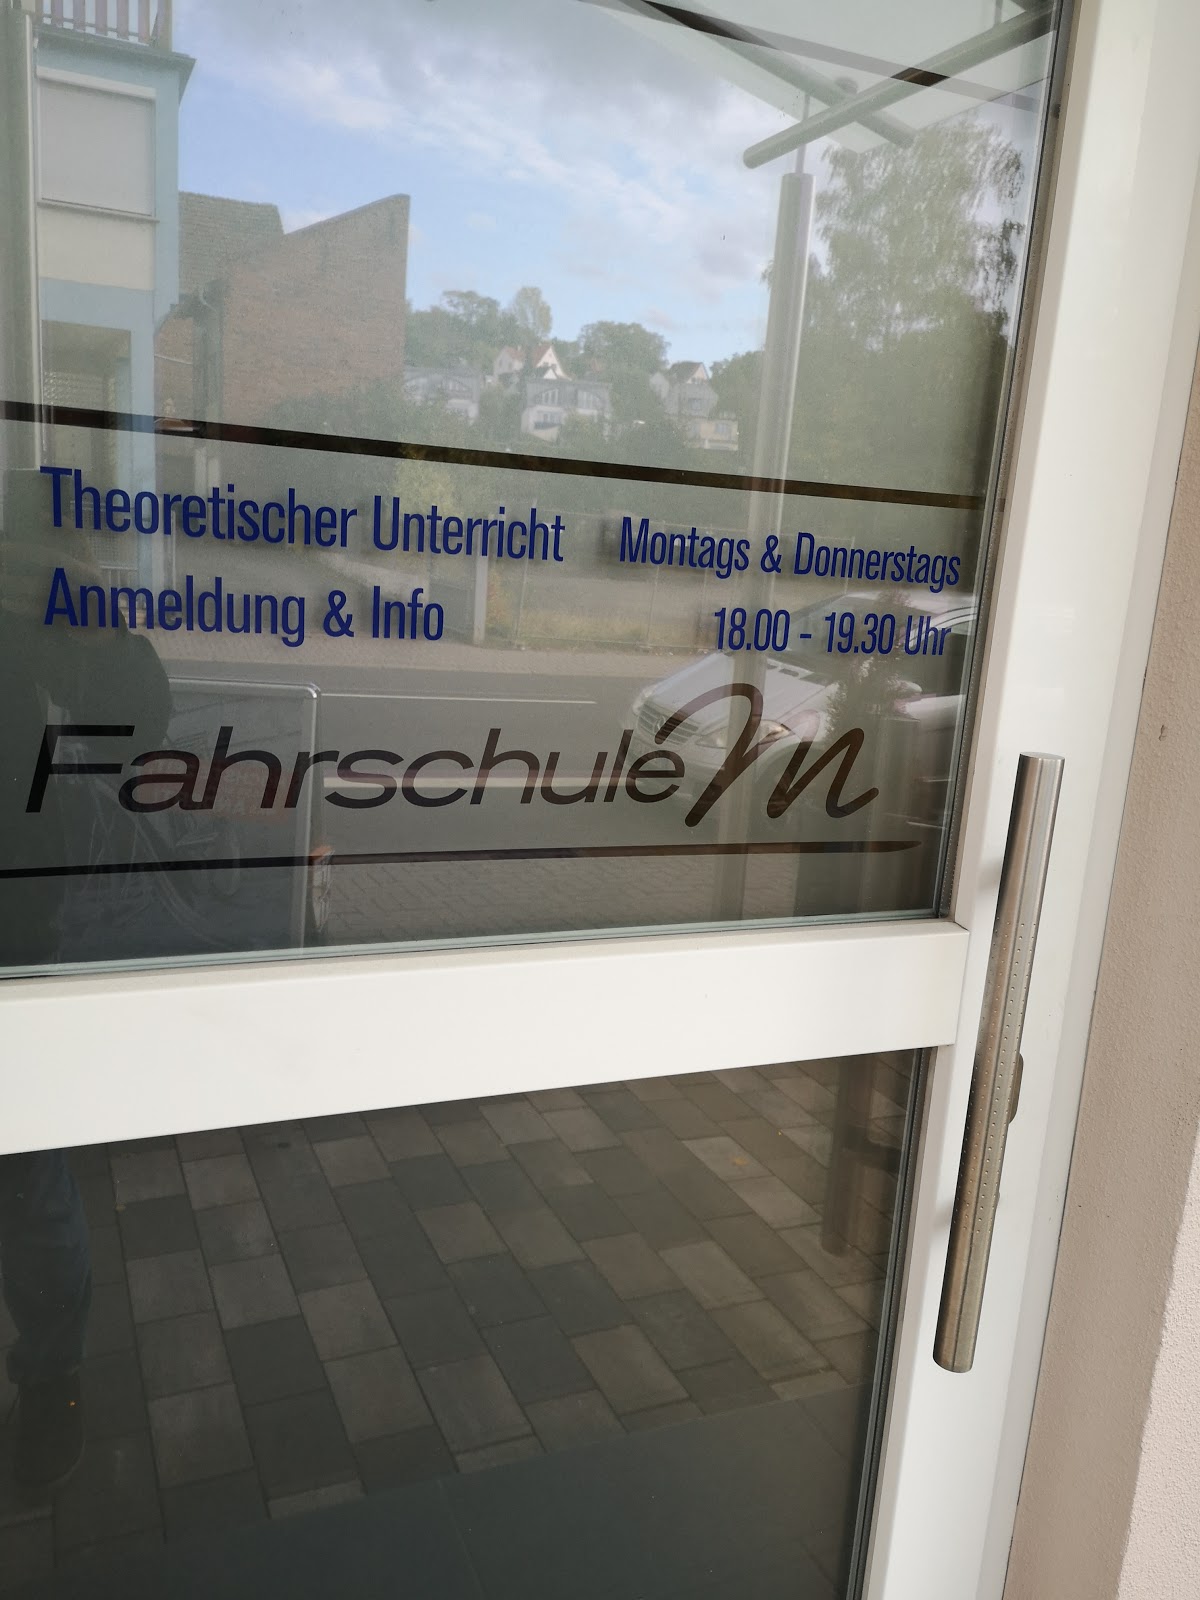 Theoretischer Unterricht Montags & Donnerstags
Anmeldung & Info 18.00 - 19.30 Uhr
Fahrschule M